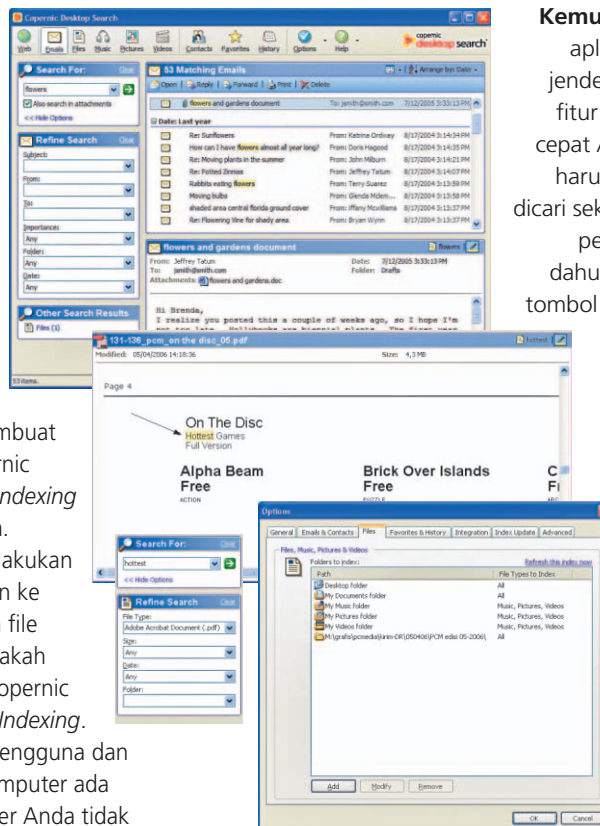 Copernic Desktop Search
Web Emails Files Music Pictures Videos Contacts Favorites History Options Help
copernic
desktop search
Search For: Clear
flowers
Also search in attachments
<< Hide Options
Refine Search Clear
Subject:
From:
To:
Importance:
Any
Folder:
Any
Date:
Any
Other Search Results
Files (1)
53 items.
53 Matching Emails
Arrange by: Date
Open | Reply | Forward | Print | Delete
flowers and gardens document To: jsmith@smith.com 7/12/2005 3:33:13 PM
Date: Last year
Re: Sunflowers From: Katrina Ordway 8/17/2004 3:14:34 PM
How can I have flowers almost all year long? From: Doris Hagood 8/17/2004 3:14:35 PM
Re: Moving plants in the summer From: John Milburn 8/17/2004 3:14:21 PM
Re: Potted Zinnias From: Jeffrey Tatum 8/17/2004 3:14:07 PM
Rabbits eating flowers From: Terry Suarez 8/17/2004 3:13:59 PM
Moving bulbs From: Glenda Mdem... 8/17/2004 3:13:58 PM
shaded area central florida ground cover From: Tiffany Mcwilliams 8/17/2004 3:13:37 PM
Re: Flowering Vine for shady area From: Bryan Wynn 8/17/2004 3:13:37 PM
flowers and gardens document flowers
From: Jeffrey Tatum Date: 7/12/2005 3:33:13 PM
To: jsmith@smith.com Folder: Drafts
Attachments: flowers and gardens.doc
Hi Brenda,
I realize you posted this a couple of weeks ago, so I hope I'm
Kemu
apl
jende
fitur
cepat A
haru
dicari sek
pe
dahu
tombol
131-136_pcm_on the disc_05.pdf hottest
Modified: 05/04/2006 14:18:36 Size: 4,3 MB
Page 4
On The Disc
Hottest Games
Full Version
Alpha Beam
Free
ACTION
Brick Over Islands
Free
PUZZLE
mbuat
rnic
ndexing
akukan
n ke
file
akah
opernic
Indexing.
engguna dan
mputer ada
er Anda tidak
Search For: Clear
hottest
<< Hide Options
Refine Search Clear
File Type:
Adobe Acrobat Document (.pdf)
Size:
Any
Date:
Any
Folder:
Options
General Emails & Contacts Files Favorites & History Integration Index Update Advanced
Files, Music, Pictures & Videos
Folders to index: Refresh this index now
Path File Types to Index
Desktop folder All
My Documents folder All
My Music folder Music, Pictures, Videos
My Pictures folder Music, Pictures, Videos
My Videos folder Music, Pictures, Videos
All
Add Modify Remove
OK Cancel